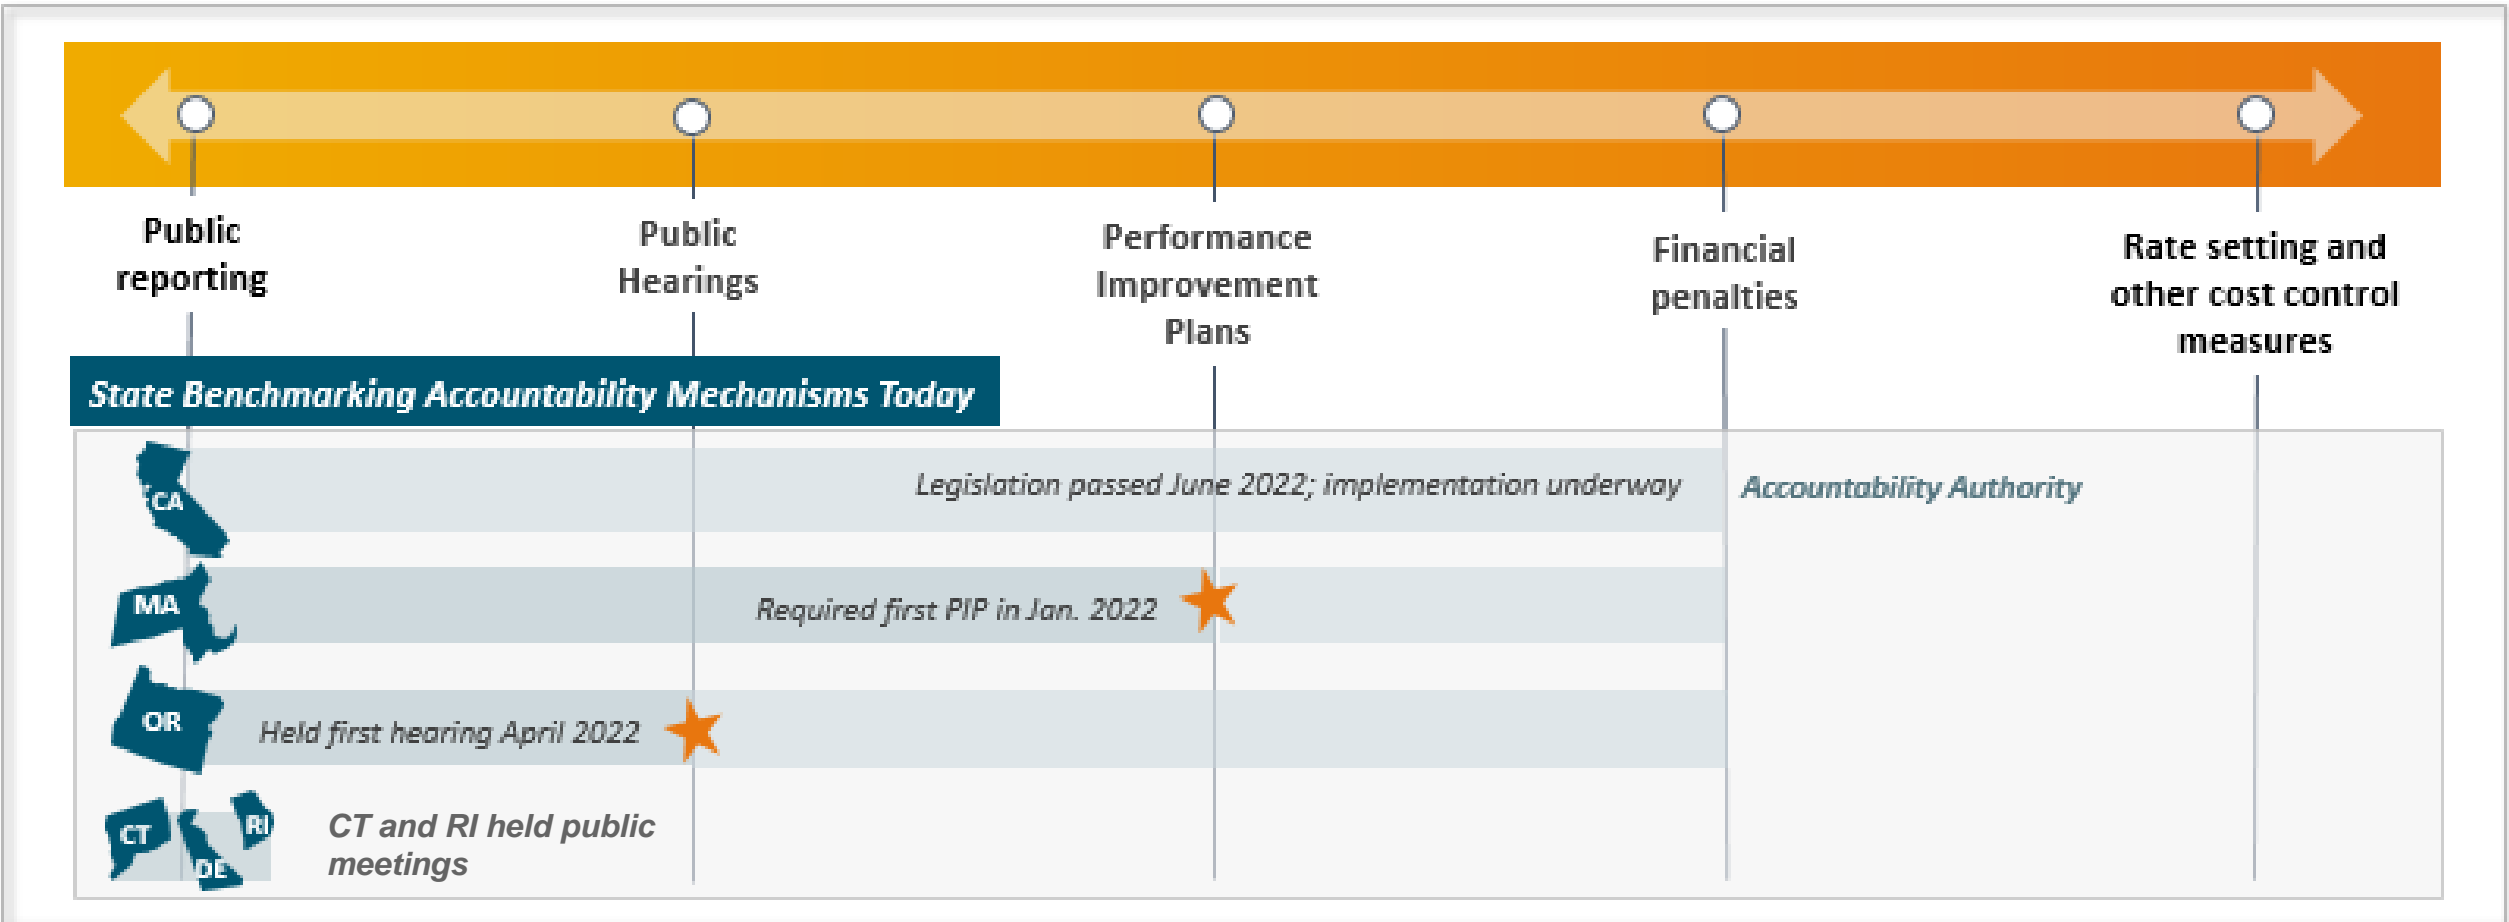 Public
reporting
Public
Hearings
Performance
Improvement
Plans
Financial
penalties
Rate setting and
other cost control
measures
State Benchmarking Accountability Mechanisms Today
CA
Legislation passed June 2022; implementation underway
Accountability Authority
MA
Required first PIP in Jan. 2022
OR
Held first hearing April 2022
CT
DE
RI
CT and RI held public
meetings